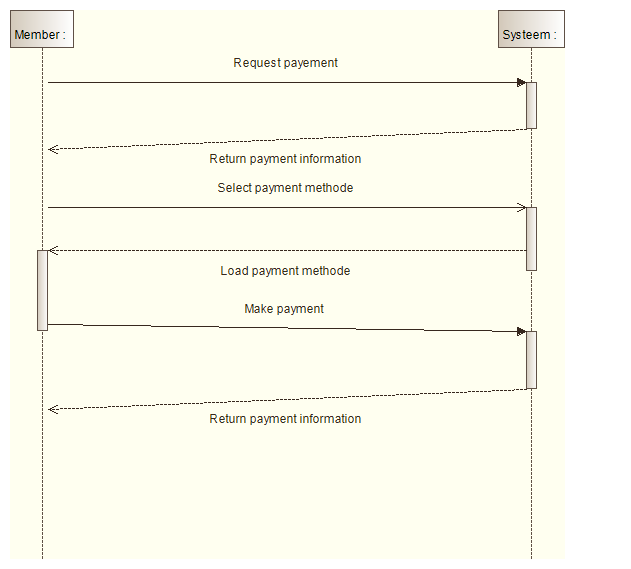 Member :
Systeem :
Request payement
Return payment information
Select payment methode
Load payment methode
Make payment
Return payment information